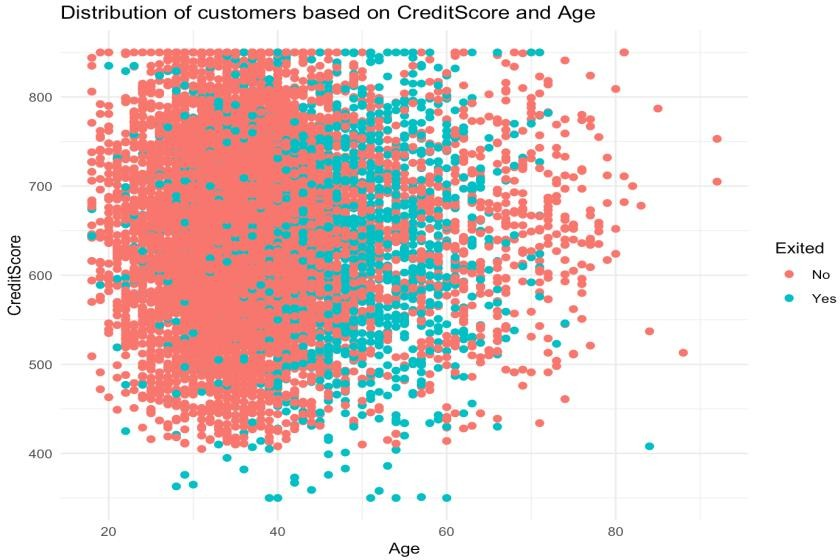 Distribution of customers based on CreditScore and Age
CreditScore
800
700
600
500
400
20 40 60 80
Age
Exited
No
Yes